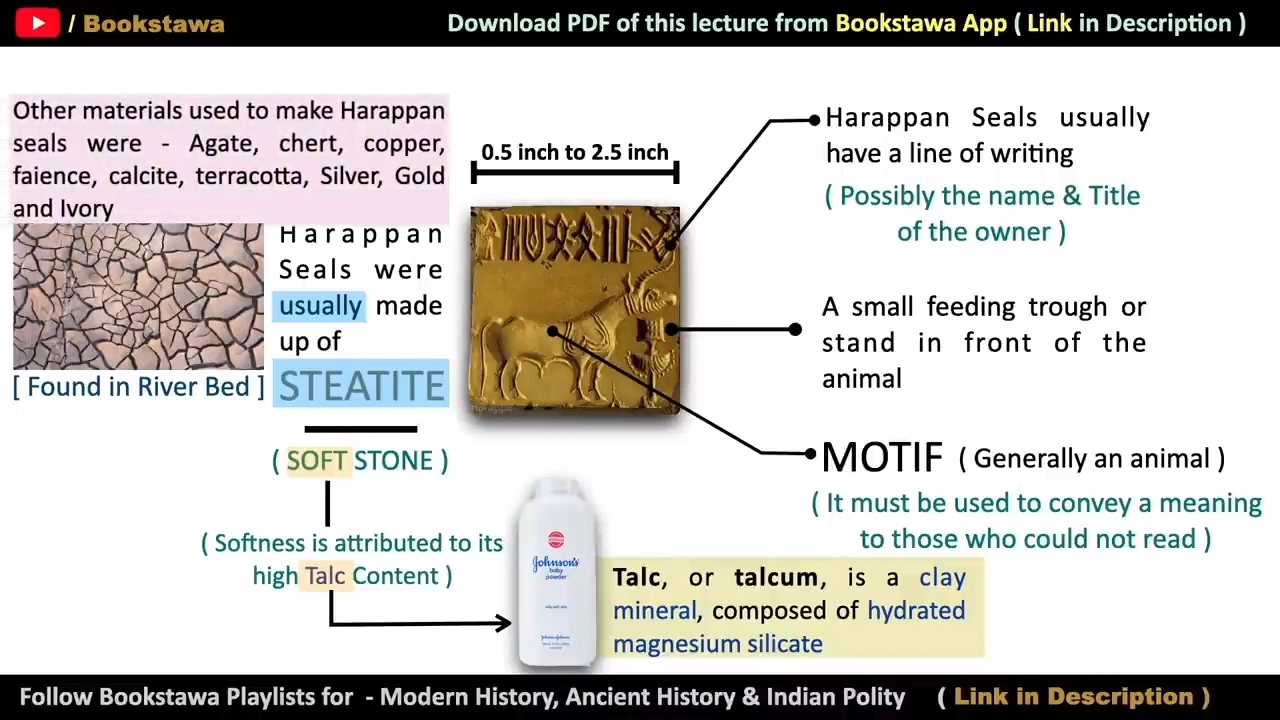 / Bookstawa
Download PDF of this lecture from Bookstawa App ( Link in Description )
Other materials used to make Harappan
seals were - Agate, chert, copper,
faience, calcite, terracotta, Silver, Gold
and Ivory
[ Found in River Bed ]
Harappan
Seals were
usually made
up of
STEATITE
( SOFT STONE )
( Softness is attributed to its
high Talc Content )
0.5 inch to 2.5 inch
Harappa
Harappan Seals usually
have a line of writing
( Possibly the name & Title
of the owner )
A small feeding trough or
stand in front of the
animal
MOTIF ( Generally an animal )
( It must be used to convey a meaning
to those who could not read )
Johnson's
baby
powder
Talc, or talcum, is a clay
mineral, composed of hydrated
magnesium silicate
Follow Bookstawa Playlists for - Modern History, Ancient History & Indian Polity ( Link in Description )